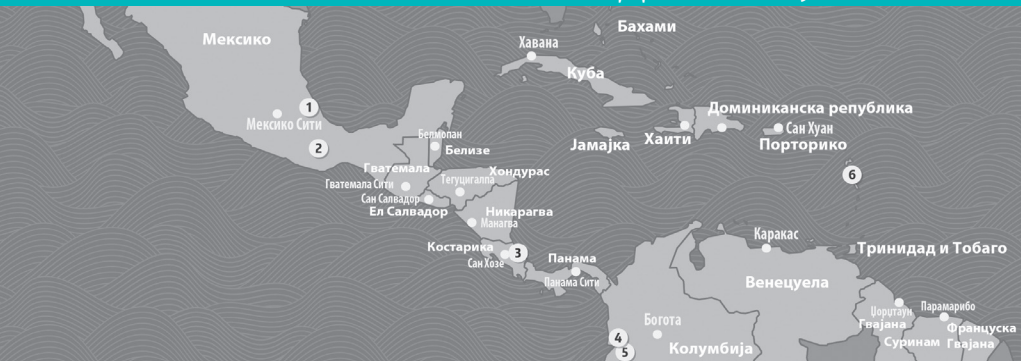 Бахами
Мексико
Хавана
Куба
1
Доминиканска република
Мексико Сити
Сан Хуан
Белмопан
Хаити
Јамајка
Порторико
2
Белизе
Гватемала
Хондурас
6
Гватемала Сити
Тегуцигалпа
Сан Салвадор
Ел Салвадор
Никарагва
Манагва
Каракас
Костарика
3
Тринидад и Тобаго
Сан Хозе
Панама
Панама Сити
Венецуела
Парамарибо
Џорџтаун
Богота
Гвајана
Француска
Гвајана
4
Суринам
5
Колумбија